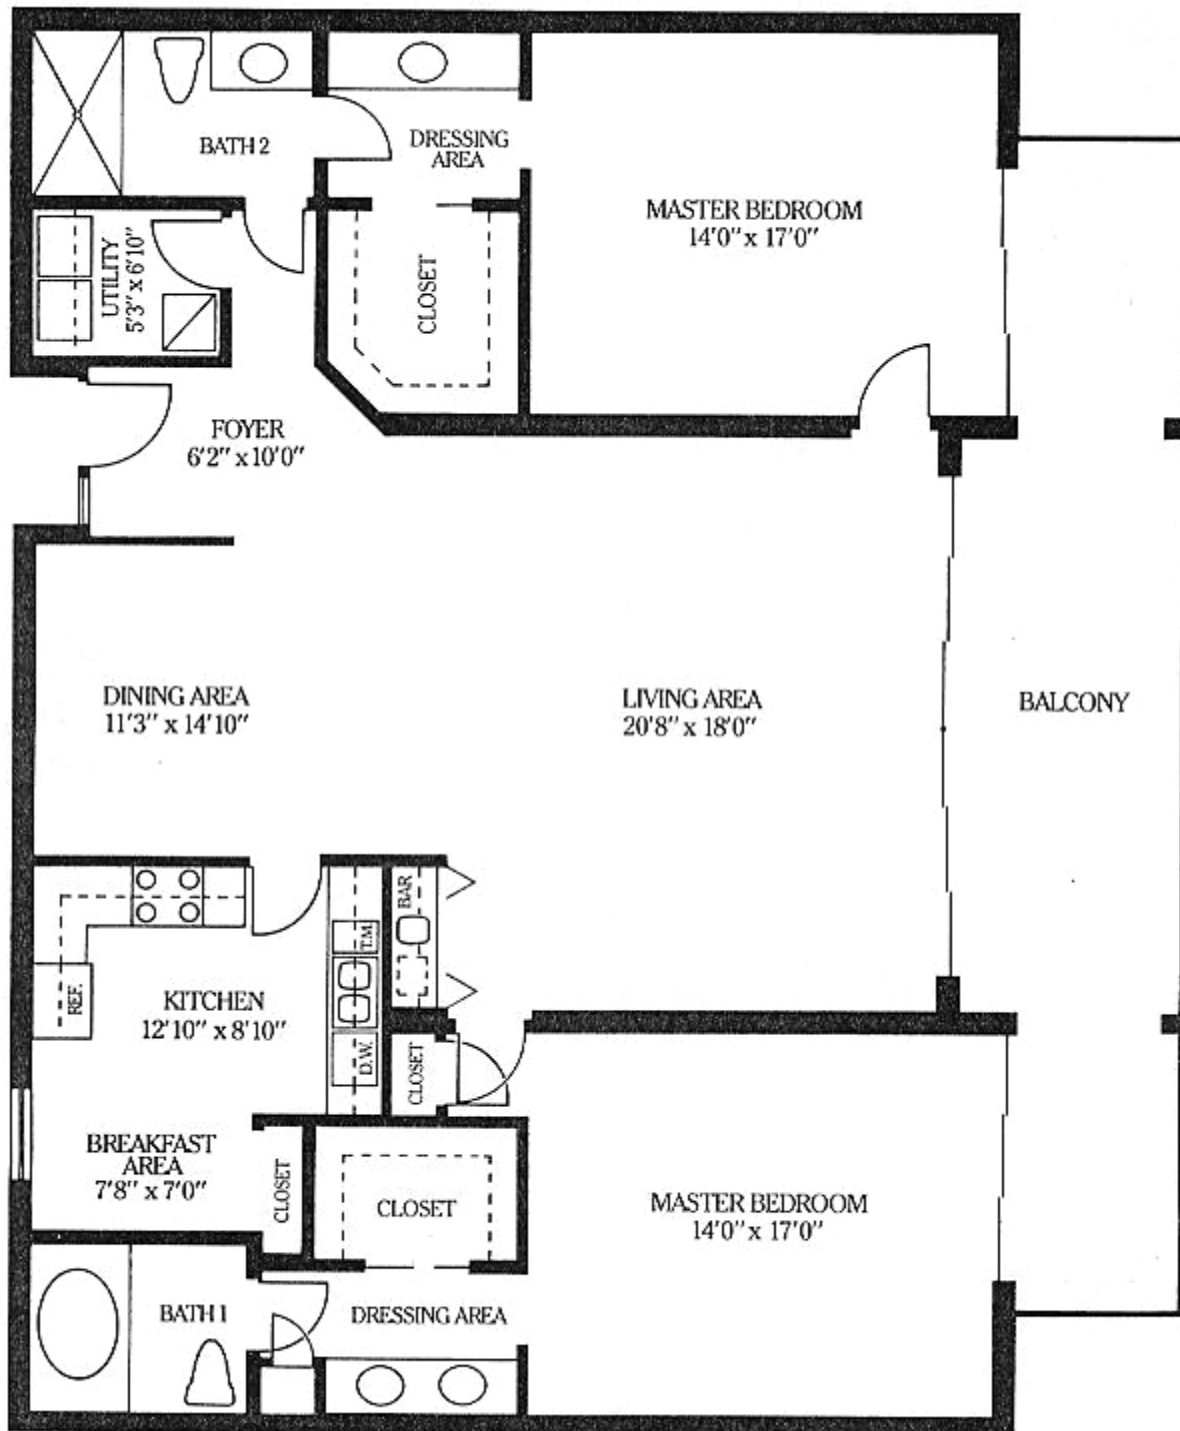 BATH 2
DRESSING
AREA
MASTER BEDROOM
14'0" x 17'0"
UTILITY
5'3" x 6'10"
CLOSET
FOYER
6'2" x 10'0"
DINING AREA
11'3" x 14'10"
LIVING AREA
20'8" x 18'0"
BALCONY
BAR
T.M.
REF.
KITCHEN
12'10" x 8'10"
D.W.
CLOSET
BREAKFAST
AREA
7'8" x 7'0"
CLOSET
CLOSET
MASTER BEDROOM
14'0" x 17'0"
BATH 1
DRESSING AREA